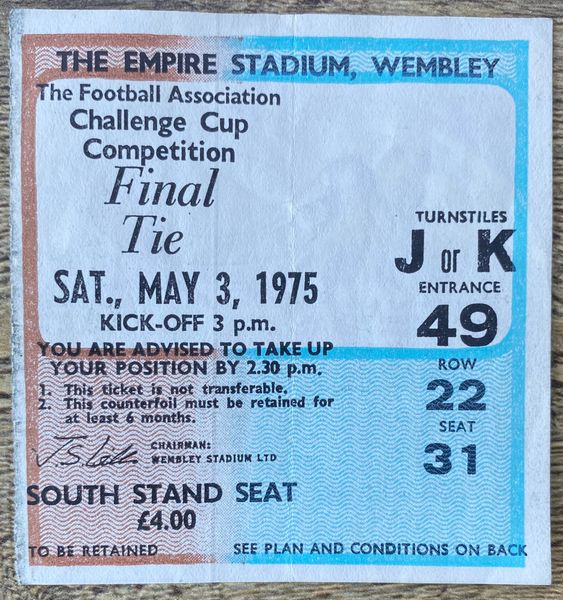 THE EMPIRE STADIUM, WEMBLEY
The Football Association
Challenge Cup
Competition
Final
Tie
SAT., MAY 3, 1975
KICK-OFF 3 p.m.
YOU ARE ADVISED TO TAKE UP
YOUR POSITION BY 2.30 p.m.
1. This ticket is not transferable.
2. This counterfoil must be retained for
at least 6 months.
CHAIRMAN:
WEMBLEY STADIUM LTD
SOUTH STAND SEAT
£4.00
TO BE RETAINED
TURNSTILES
J or K
ENTRANCE
49
ROW
22
SEAT
31
SEE PLAN AND CONDITIONS ON BACK